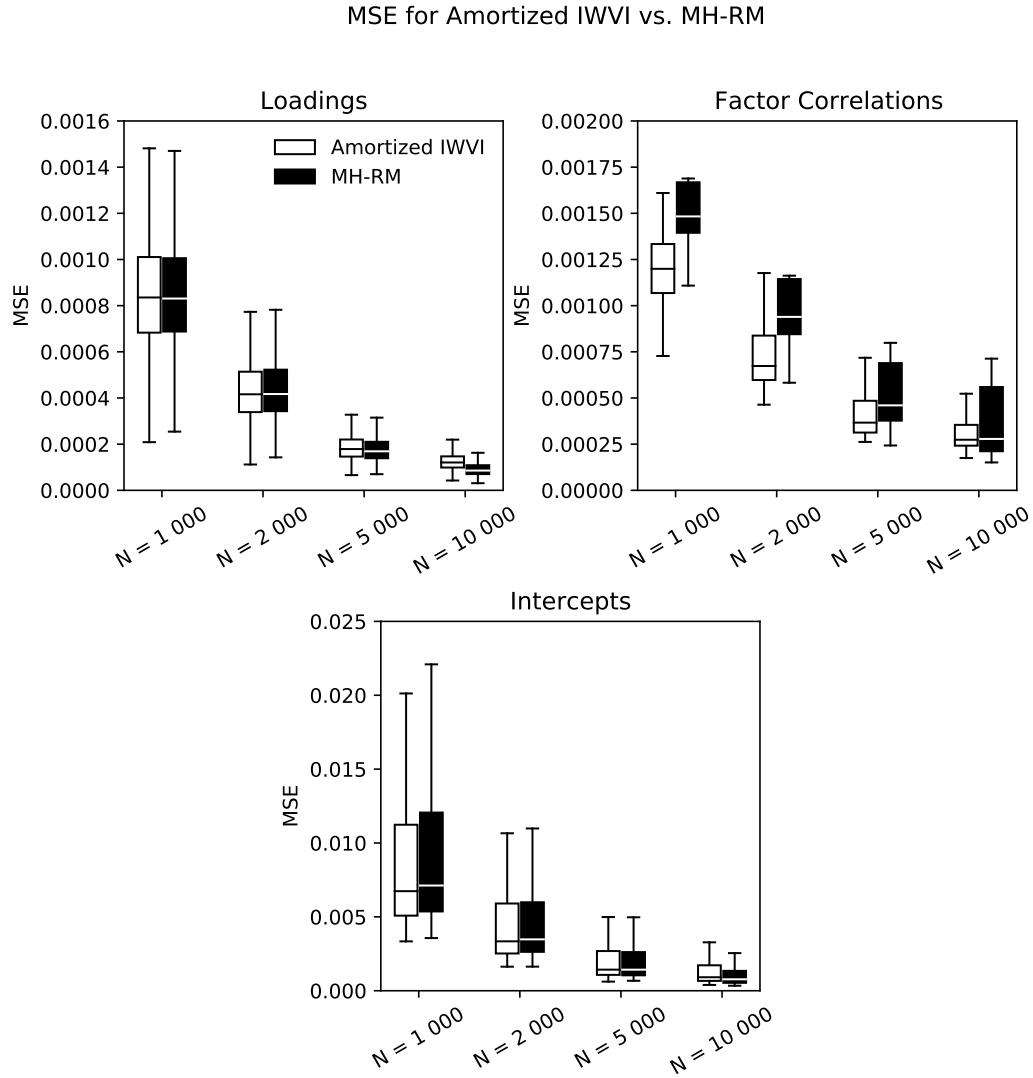 MSE for Amortized IWVI vs. MH-RM
Loadings
0.0016
0.0014
0.0012
0.0010
0.0008
0.0006
0.0004
0.0002
0.0000
MSE
Amortized IWVI
MH-RM
N = 1 000
N = 2 000
N = 5 000
N = 10 000
Factor Correlations
0.00200
0.00175
0.00150
0.00125
0.00100
0.00075
0.00050
0.00025
0.00000
MSE
N = 1 000
N = 2 000
N = 5 000
N = 10 000
Intercepts
0.025
0.020
0.015
0.010
0.005
0.000
MSE
N = 1 000
N = 2 000
N = 5 000
N = 10 000